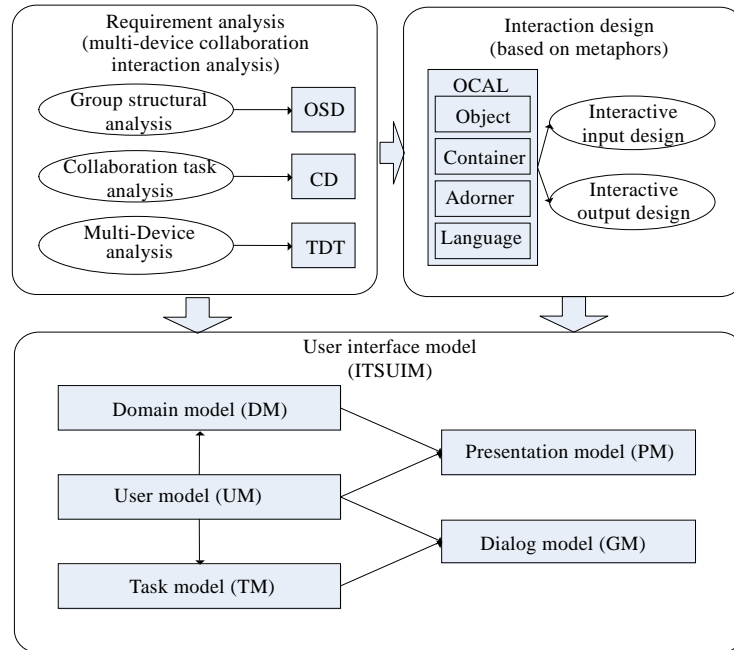 Requirement analysis
(multi-device collaboration
interaction analysis)
Group structural
analysis
OSD
Collaboration task
analysis
CD
Multi-Device
analysis
TDT
Interaction design
(based on metaphors)
OCAL
Object
Container
Adorner
Language
Interactive
input design
Interactive
output design
User interface model
(ITSUIM)
Domain model (DM)
User model (UM)
Task model (TM)
Presentation model (PM)
Dialog model (GM)